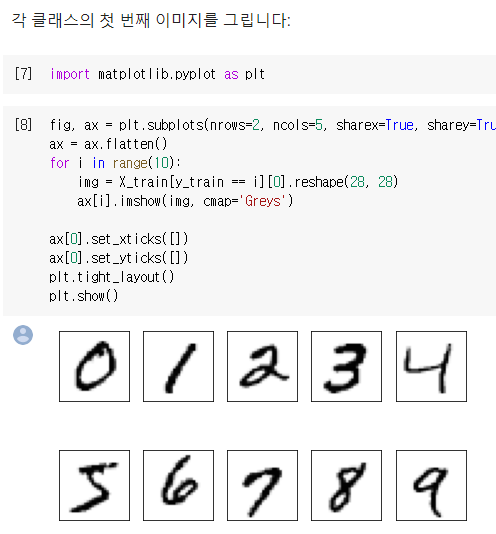 각 클래스의 첫 번째 이미지를 그립니다:
[7] import matplotlib.pyplot as plt
[8] fig, ax = plt.subplots(nrows=2, ncols=5, sharex=True, sharey=Tru
ax = ax.flatten()
for i in range(10):
img = X_train[y_train == i][0].reshape(28, 28)
ax[i].imshow(img, cmap='Greys')
ax[0].set_xticks([])
ax[0].set_yticks([])
plt.tight_layout()
plt.show()
0 1 2 3 4
5 6 7 8 9